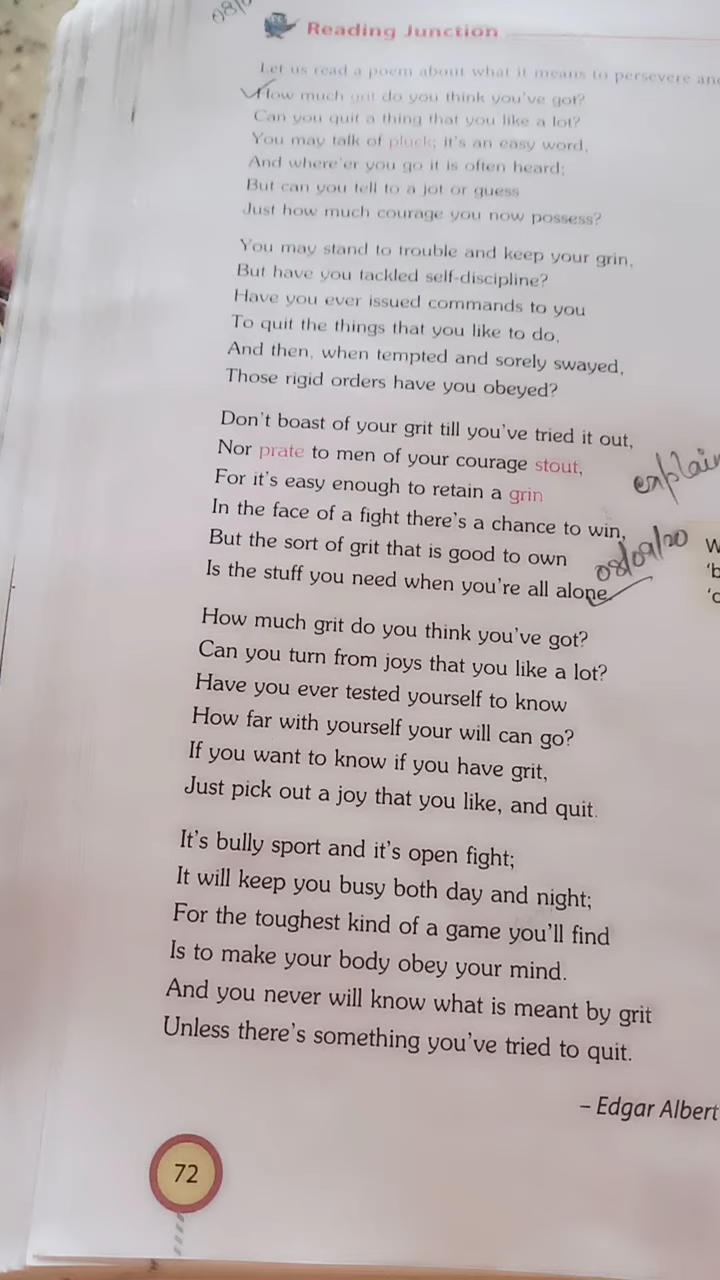 Reading Junction
Let us read a poem about what it means to persevere and
How much grit do you think you've got?
Can you quit a thing that you like a lot?
You may talk of pluck; it's an easy word,
And where'er you go it is often heard;
But can you tell to a jot or guess
Just how much courage you now possess?
You may stand to trouble and keep your grin,
But have you tackled self-discipline?
Have you ever issued commands to you
To quit the things that you like to do,
And then, when tempted and sorely swayed,
Those rigid orders have you obeyed?
Don't boast of your grit till you've tried it out,
Nor prate to men of your courage stout,
For it's easy enough to retain a grin
In the face of a fight there's a chance to win,
But the sort of grit that is good to own
Is the stuff you need when you're all alone.
explain
08/09/20
W
'b
'c
How much grit do you think you've got?
Can you turn from joys that you like a lot?
Have you ever tested yourself to know
How far with yourself your will can go?
If you want to know if you have grit,
Just pick out a joy that you like, and quit.
It's bully sport and it's open fight;
It will keep you busy both day and night;
For the toughest kind of a game you'll find
Is to make your body obey your mind.
And you never will know what is meant by grit
Unless there's something you've tried to quit.
– Edgar Albert
72